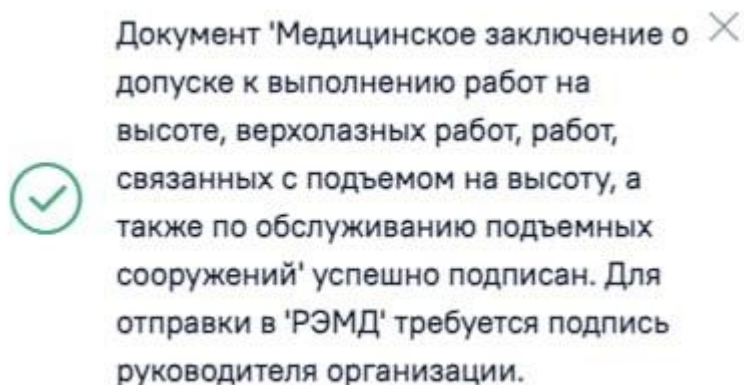 Документ 'Медицинское заключение о
допуске к выполнению работ на
высоте, верхолазных работ, работ,
связанных с подъемом на высоту, а
также по обслуживанию подъемных
сооружений' успешно подписан. Для
отправки в 'РЭМД' требуется подпись
руководителя организации.